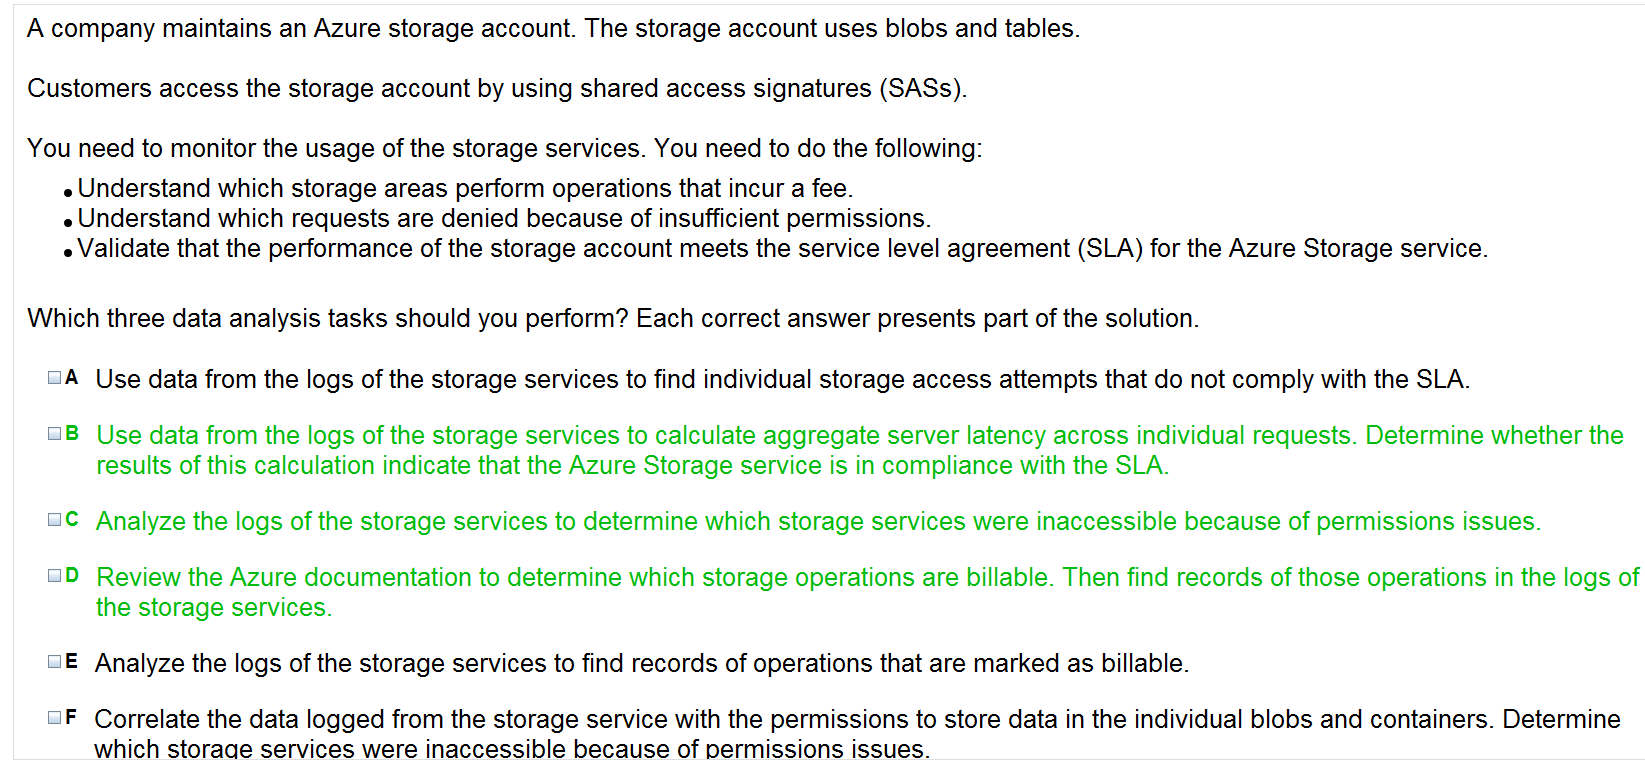 A company maintains an Azure storage account. The storage account uses blobs and tables.
Customers access the storage account by using shared access signatures (SASs).
You need to monitor the usage of the storage services. You need to do the following:
• Understand which storage areas perform operations that incur a fee.
• Understand which requests are denied because of insufficient permissions.
• Validate that the performance of the storage account meets the service level agreement (SLA) for the Azure Storage service.
Which three data analysis tasks should you perform? Each correct answer presents part of the solution.
A Use data from the logs of the storage services to find individual storage access attempts that do not comply with the SLA.
B Use data from the logs of the storage services to calculate aggregate server latency across individual requests. Determine whether the
results of this calculation indicate that the Azure Storage service is in compliance with the SLA.
C Analyze the logs of the storage services to determine which storage services were inaccessible because of permissions issues.
D Review the Azure documentation to determine which storage operations are billable. Then find records of those operations in the logs of
the storage services.
E Analyze the logs of the storage services to find records of operations that are marked as billable.
F Correlate the data logged from the storage service with the permissions to store data in the individual blobs and containers. Determine
which storage services were inaccessible because of permissions issues.